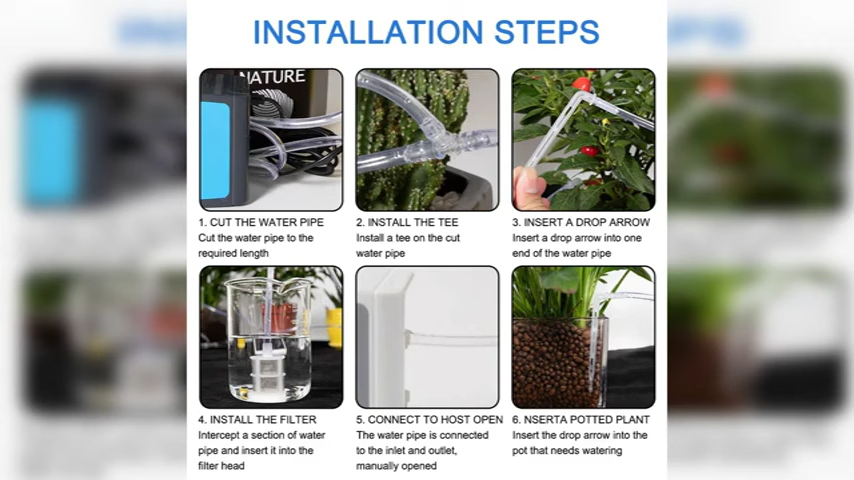 INSTALLATION STEPS
NATURE
1. CUT THE WATER PIPE
Cut the water pipe to the
required length
2. INSTALL THE TEE
Install a tee on the cut
water pipe
3. INSERT A DROP ARROW
Insert a drop arrow into one
end of the water pipe
4. INSTALL THE FILTER
Intercept a section of water
pipe and insert it into the
filter head
5. CONNECT TO HOST OPEN
The water pipe is connected
to the inlet and outlet,
manually opened
6. NSERTA POTTED PLANT
Insert the drop arrow into the
pot that needs watering